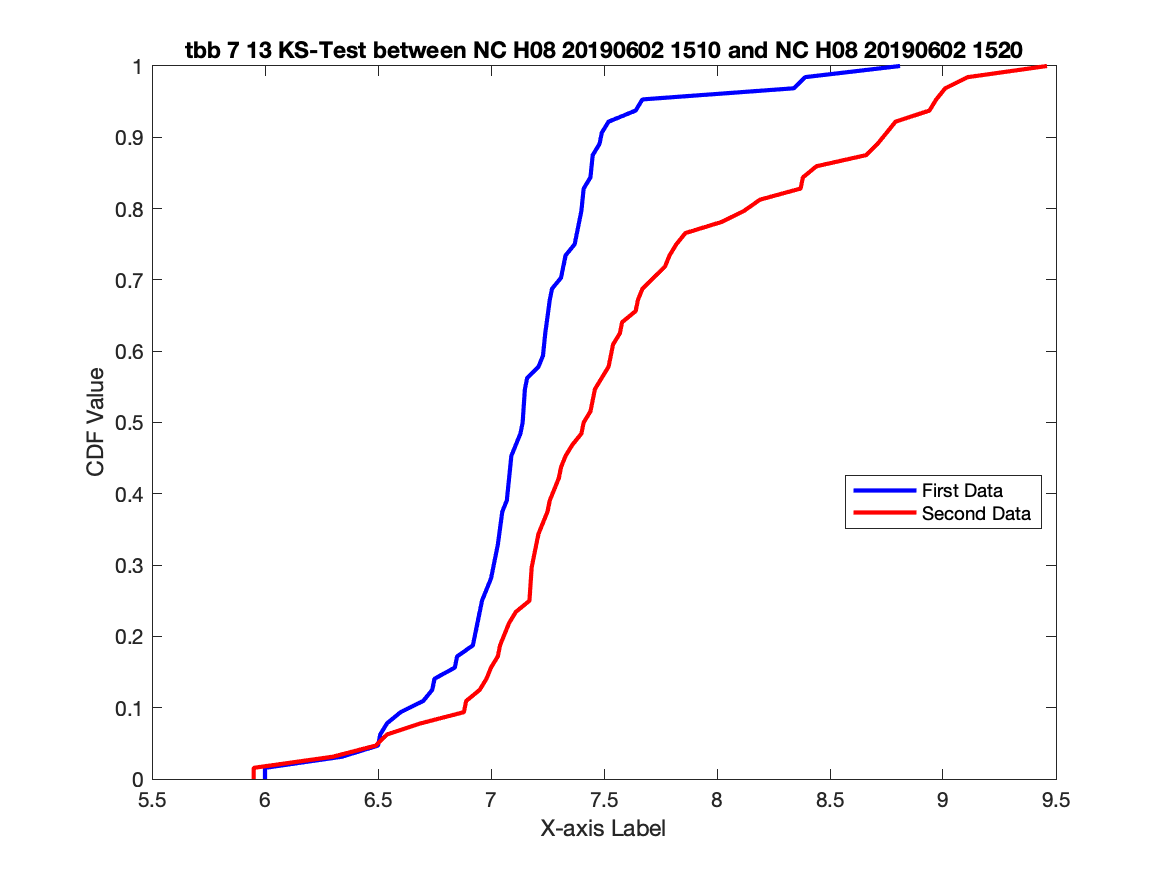 tbb 7 13 KS-Test between NC H08 20190602 1510 and NC H08 20190602 1520
1
0.9
0.8
0.7
0.6
0.5
0.4
0.3
0.2
0.1
0
CDF Value
First Data
Second Data
5.5 6 6.5 7 7.5 8 8.5 9 9.5
X-axis Label